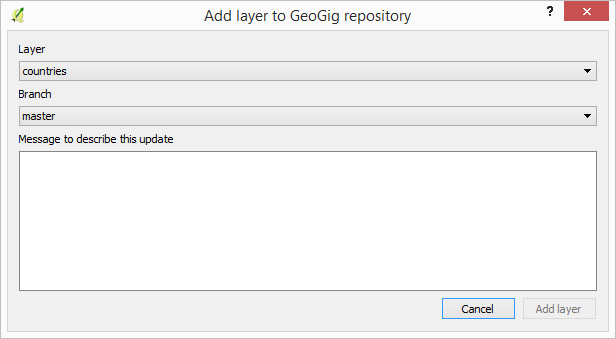 Add layer to GeoGig repository
?
Layer
countries
Branch
master
Message to describe this update
Cancel
Add layer